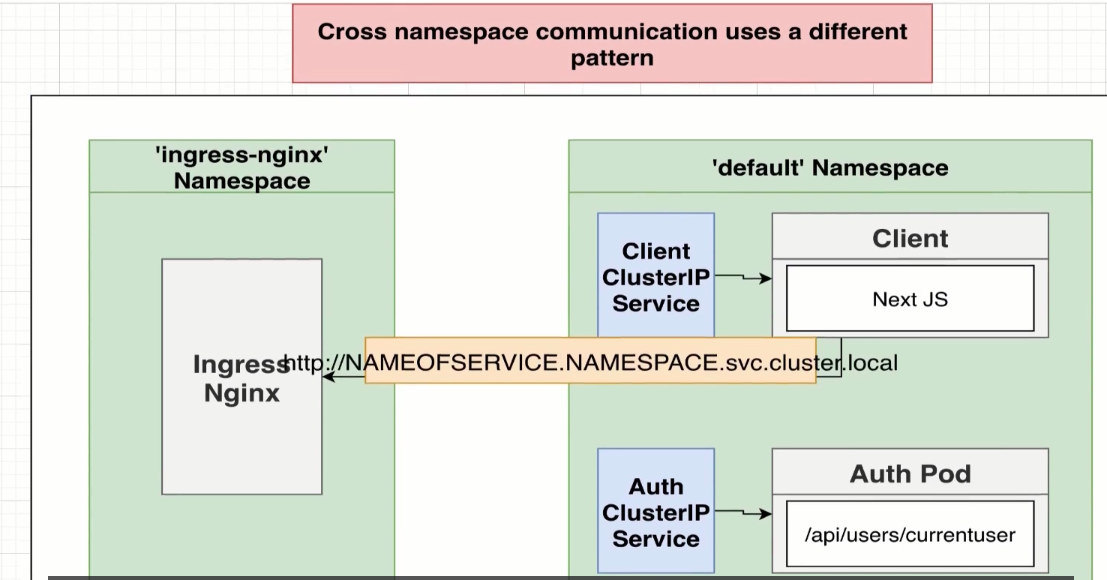 Cross namespace communication uses a different
pattern
'ingress-nginx'
Namespace
'default' Namespace
Client
ClusterIP
Service
Client
Next JS
Ingress
Nginx
http://NAMEOFSERVICE.NAMESPACE.svc.cluster.local
Auth
ClusterIP
Service
Auth Pod
/api/users/currentuser